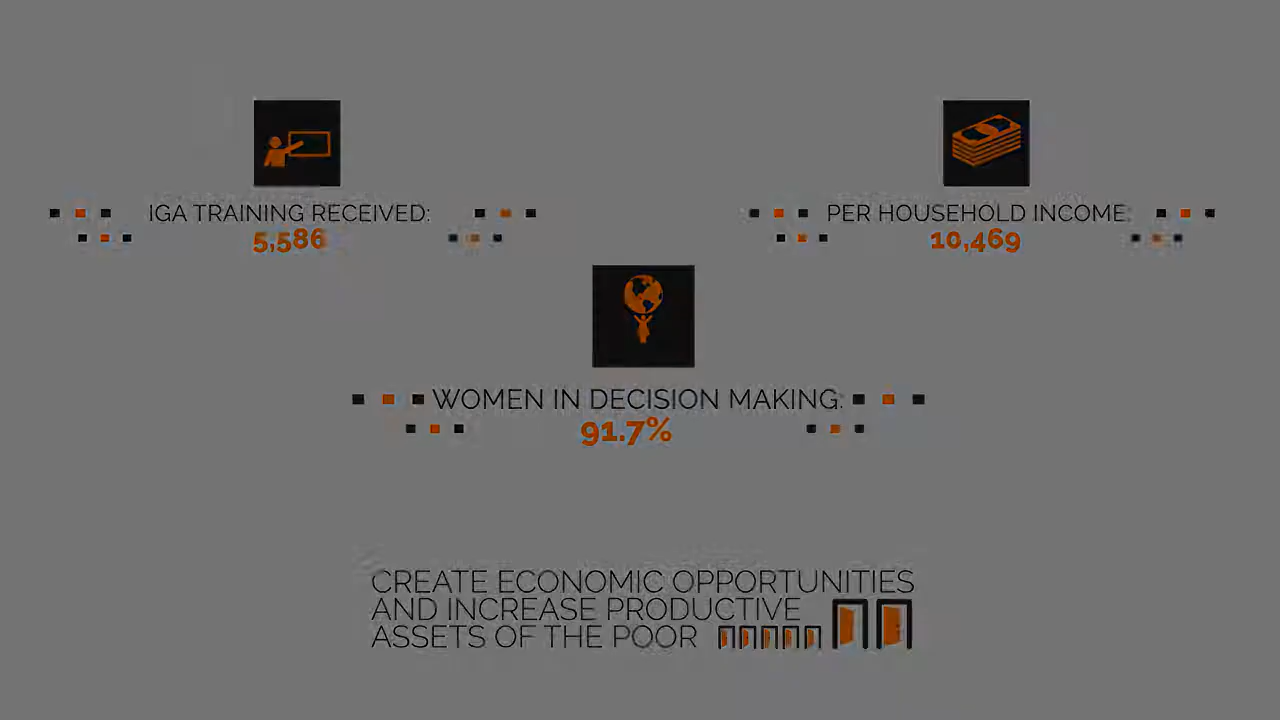 IGA TRAINING RECEIVED:
5,586
PER HOUSEHOLD INCOME:
10,469
WOMEN IN DECISION MAKING:
91.7%
CREATE ECONOMIC OPPORTUNITIES
AND INCREASE PRODUCTIVE
ASSETS OF THE POOR